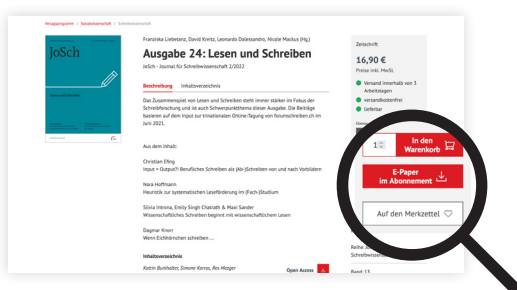 Verlagsprogramm / Sozialwissenschaft / Schreibwissenschaft
Franziska Liebetanz, David Kreitz, Leonardo Dalessandro, Nicole Mackus (Hg.)
Ausgabe 24: Lesen und Schreiben
JoSch - Journal für Schreibwissenschaft 2/2022
JoSch
Lesen und Schreiben
Beschreibung Inhaltsverzeichnis
Das Zusammenspiel von Lesen und Schreiben steht immer stärker im Fokus der
Schreibforschung und ist auch Schwerpunktthema dieser Ausgabe. Die Beiträge
basieren auf dem Input zur trinationalen Online-Tagung von forumschreiben.ch im
Juni 2021.
Aus dem Inhalt:
Christian Efing
Input = Output?! Berufliches Schreiben als (Ab-)Schreiben von und nach Vorbildern
Nora Hoffmann
Heuristik zur systematischen Leseförderung im (Fach-)Studium
Silvia Introna, Emily Singh Chatrath & Maxi Sander
Wissenschaftliches Schreiben beginnt mit wissenschaftlichem Lesen
Dagmar Knorr
Wenn Eichhörnchen schreiben ...
Inhaltsverzeichnis
Katrin Burkhalter, Simone Karras, Res Mezger
Open Access
Zeitschrift
16,90 €
Preise inkl. MwSt.
Versand innerhalb von 3
Arbeitstagen
versandkostenfrei
lieferbar
1
In den
Warenkorb
E-Paper
im Abonnement
Auf den Merkzettel
Reihe:
Schreibwissen
Band: 13